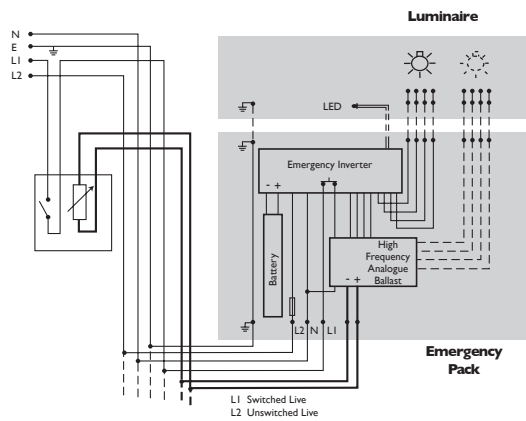 Luminaire
N
E
L1
L2
LED
Emergency Inverter
- +
Battery
High
Frequency
Analogue
Ballast
- +
L2 N L1
Emergency
Pack
L1 Switched Live
L2 Unswitched Live